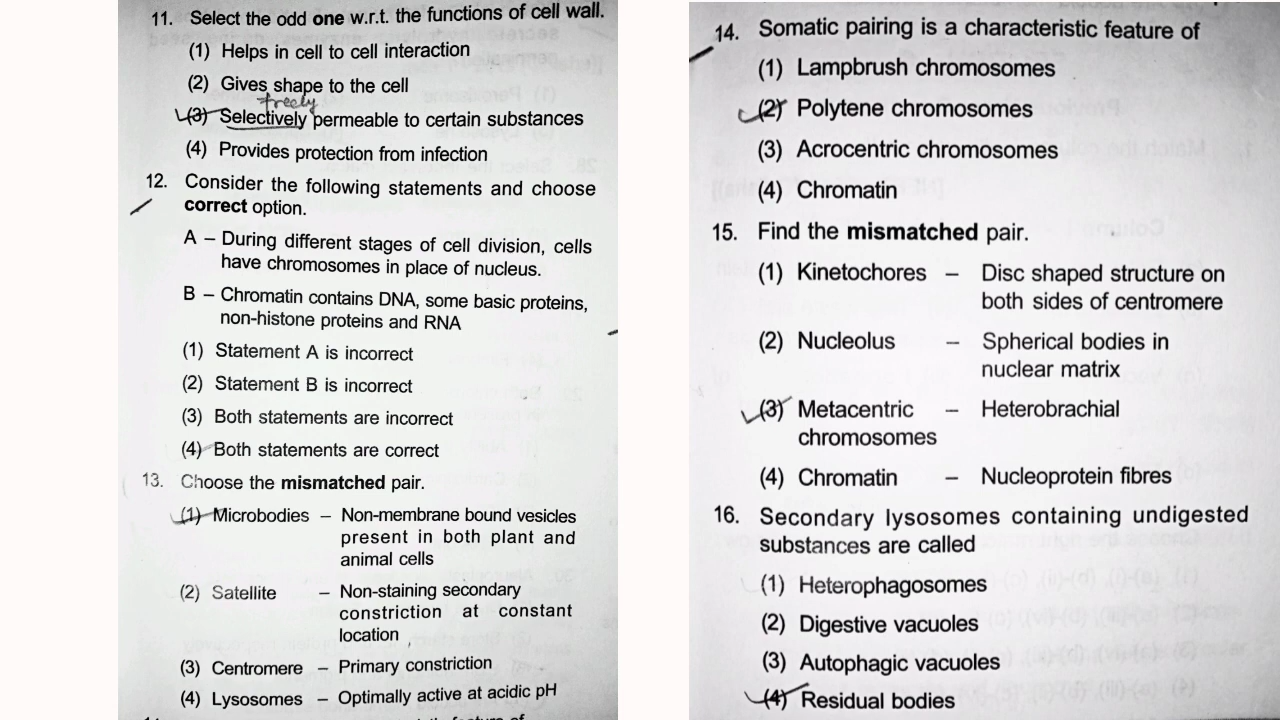 11. Select the odd one w.r.t. the functions of cell wall.
(1) Helps in cell to cell interaction
(2) Gives shape to the cell
freely
(3) Selectively permeable to certain substances
(4) Provides protection from infection
12. Consider the following statements and choose
correct option.
A – During different stages of cell division, cells
have chromosomes in place of nucleus.
B – Chromatin contains DNA, some basic proteins,
non-histone proteins and RNA
(1) Statement A is incorrect
(2) Statement B is incorrect
(3) Both statements are incorrect
(4) Both statements are correct
13. Choose the mismatched pair.
(1) Microbodies – Non-membrane bound vesicles
present in both plant and
animal cells
(2) Satellite – Non-staining secondary
constriction at constant
location
(3) Centromere – Primary constriction
(4) Lysosomes – Optimally active at acidic pH
14. Somatic pairing is a characteristic feature of
(1) Lampbrush chromosomes
(2) Polytene chromosomes
(3) Acrocentric chromosomes
(4) Chromatin
15. Find the mismatched pair.
(1) Kinetochores – Disc shaped structure on
both sides of centromere
(2) Nucleolus – Spherical bodies in
nuclear matrix
(3) Metacentric – Heterobrachial
chromosomes
(4) Chromatin – Nucleoprotein fibres
16. Secondary lysosomes containing undigested
substances are called
(1) Heterophagosomes
(2) Digestive vacuoles
(3) Autophagic vacuoles
(4) Residual bodies